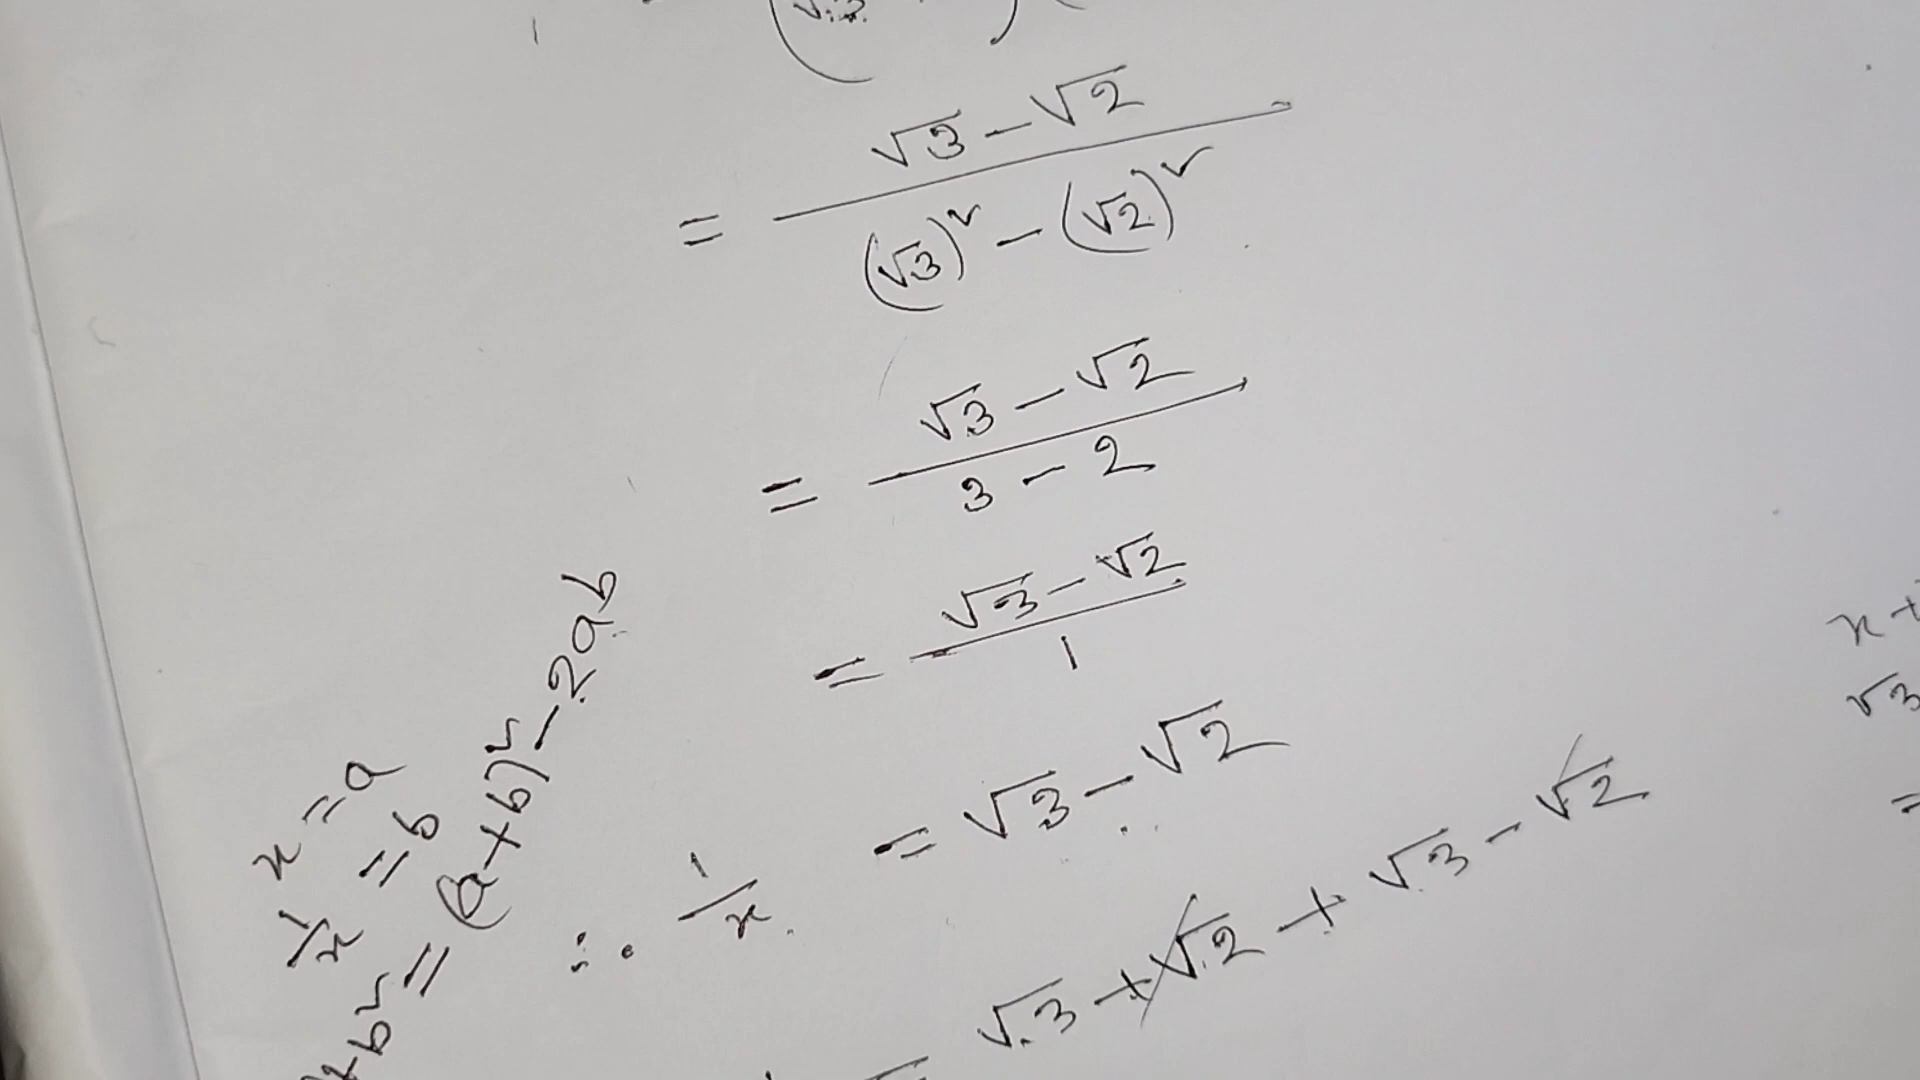 = √3 - √2 / (√3)² - (√2)²
= √3 - √2 / 3 - 2
= √3 - √2 / 1
∴ 1/x = √3 - √2
√3 + √2 + √3 - √2
x = a
1/x = b
+ b² = (a+b)² - 2ab
x +
√3
=